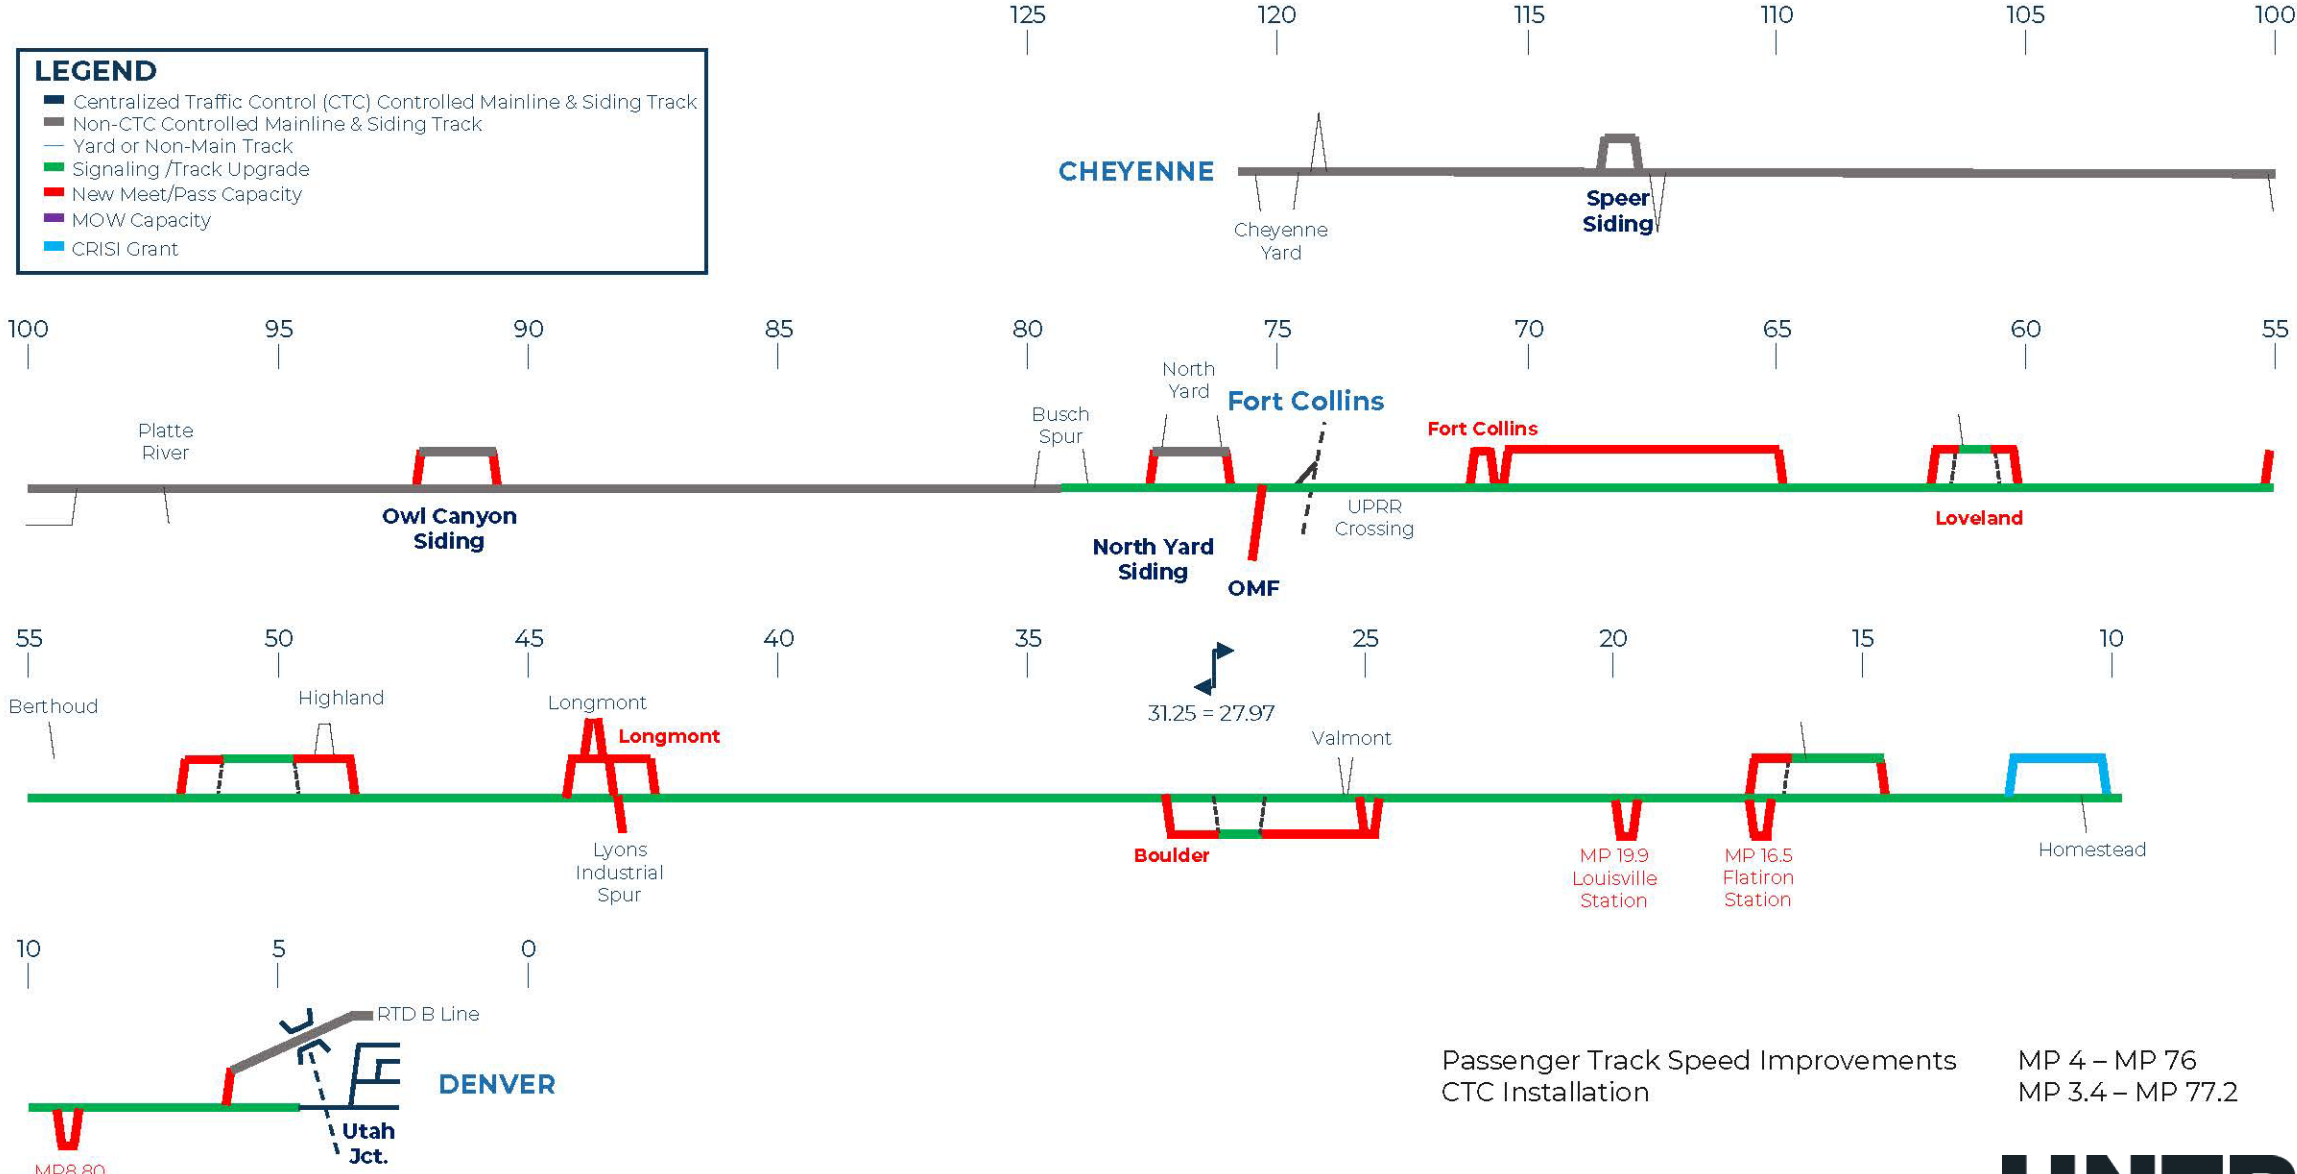 125 120 115 110 105 100
LEGEND
Centralized Traffic Control (CTC) Controlled Mainline & Siding Track
Non-CTC Controlled Mainline & Siding Track
Yard or Non-Main Track
Signaling /Track Upgrade
New Meet/Pass Capacity
MOW Capacity
CRISI Grant
CHEYENNE
Speer
Siding
Cheyenne
Yard
100 95 90 85 80 75 70 65 60 55
Platte
River
Owl Canyon
Siding
Busch
Spur
North
Yard
Fort Collins
North Yard
Siding
OMF
UPRR
Crossing
Fort Collins
Loveland
55 50 45 40 35 25 20 15 10
Berthoud
Highland
Longmont
Longmont
Lyons
Industrial
Spur
31.25 = 27.97
Valmont
Boulder
MP 19.9
Louisville
Station
MP 16.5
Flatiron
Station
Homestead
10 5 0
RTD B Line
DENVER
Utah
Jct.
MP8.80
Passenger Track Speed Improvements MP 4 – MP 76
CTC Installation MP 3.4 – MP 77.2